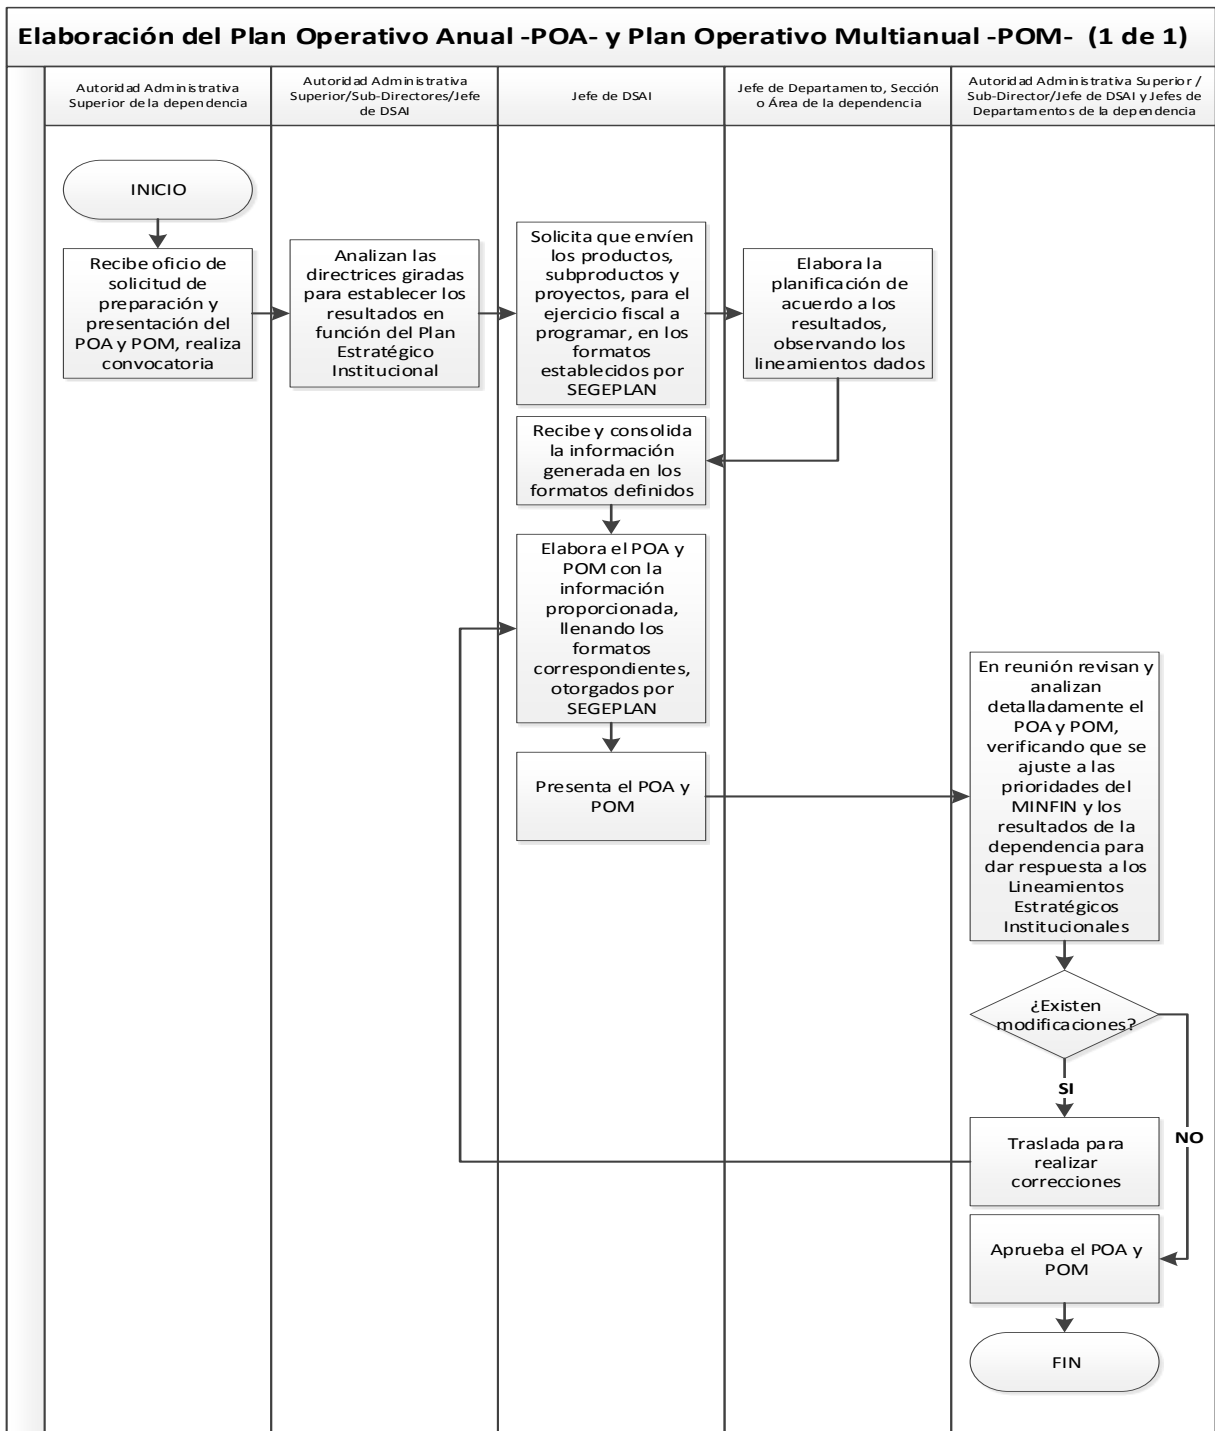 Elaboración del Plan Operativo Anual -POA- y Plan Operativo Multianual -POM- (1 de 1)
Autoridad Administrativa
Superior de la dependencia
Autoridad Administrativa
Superior/Sub-Directores/Jefe
de DSAI
Jefe de DSAI
Jefe de Departamento, Sección
o Área de la dependencia
Autoridad Administrativa Superior /
Sub-Director/Jefe de DSAI y Jefes de
Departamentos de la dependencia
INICIO
Recibe oficio de
solicitud de
preparación y
presentación del
POA y POM, realiza
convocatoria
Analizan las
directrices giradas
para establecer los
resultados en
función del Plan
Estratégico
Institucional
Solicita que envíen
los productos,
subproductos y
proyectos, para el
ejercicio fiscal a
programar, en los
formatos
establecidos por
SEGEPLAN
Elabora la
planificación de
acuerdo a los
resultados,
observando los
lineamientos dados
Recibe y consolida
la información
generada en los
formatos definidos
Elabora el POA y
POM con la
información
proporcionada,
llenando los
formatos
correspondientes,
otorgados por
SEGEPLAN
Presenta el POA y
POM
En reunión revisan y
analizan
detalladamente el
POA y POM,
verificando que se
ajuste a las
prioridades del
MINFIN y los
resultados de la
dependencia para
dar respuesta a los
Lineamientos
Estratégicos
Institucionales
¿Existen
modificaciones?
SI
NO
Traslada para
realizar
correcciones
Aprueba el POA y
POM
FIN